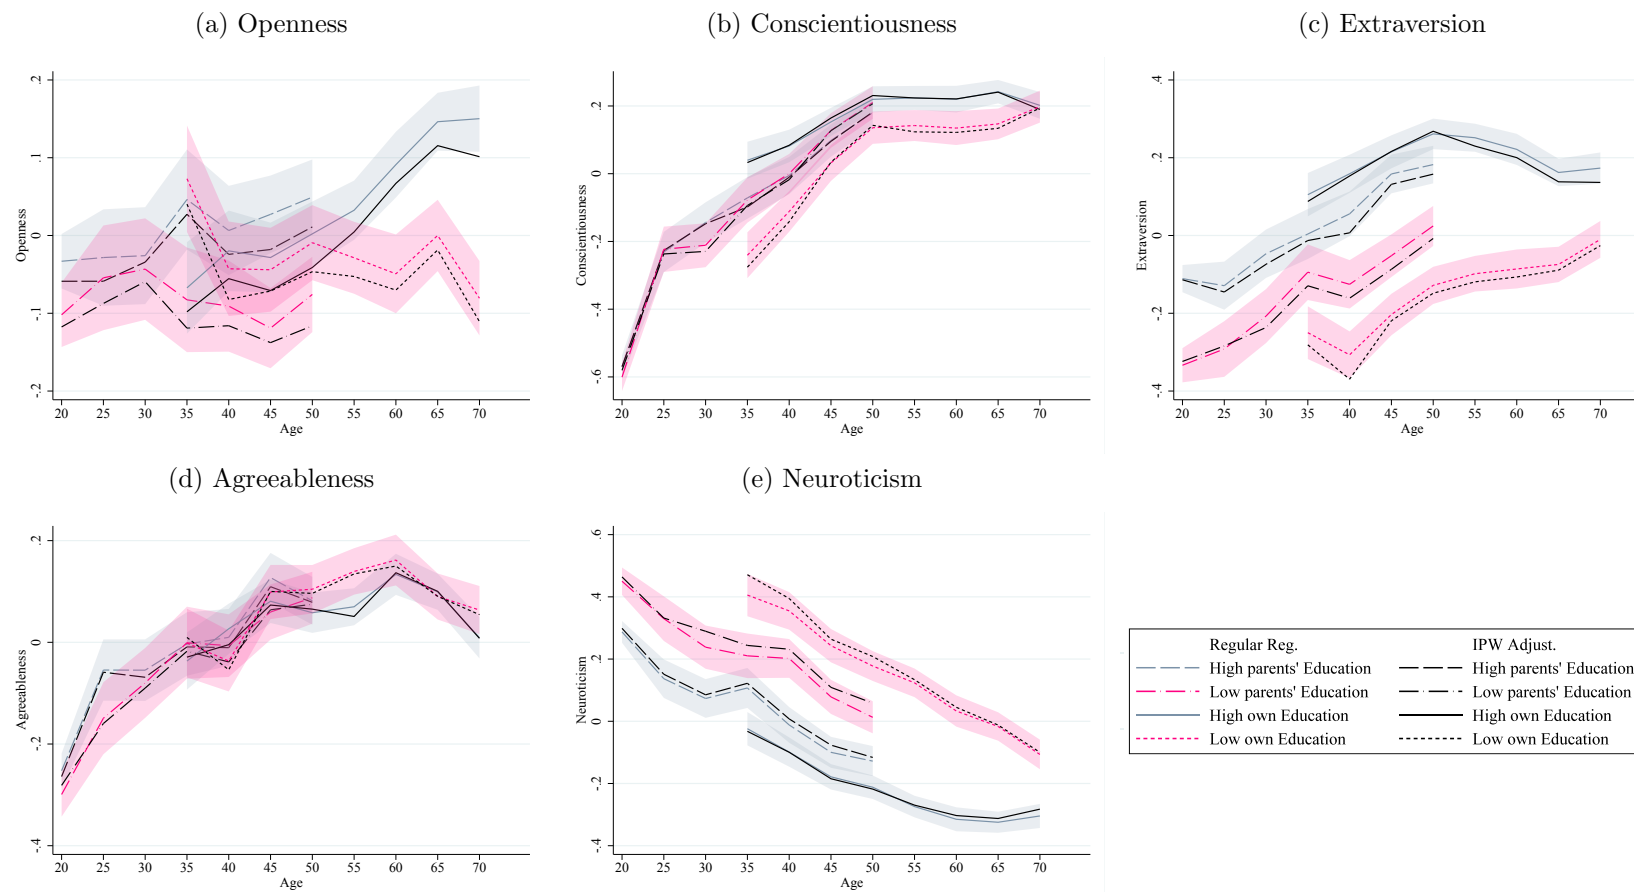 (a) Openness
(b) Conscientiousness
(c) Extraversion
Openness
.2
.1
0
-.1
-.2
20 25 30 35 40 45 50 55 60 65 70
Age
Conscientiousness
.2
0
-.2
-.4
-.6
20 25 30 35 40 45 50 55 60 65 70
Age
Extraversion
.4
.2
0
-.2
-.4
20 25 30 35 40 45 50 55 60 65 70
Age
(d) Agreeableness
(e) Neuroticism
Agreeableness
.2
0
-.2
-.4
20 25 30 35 40 45 50 55 60 65 70
Age
Neuroticism
.6
.4
.2
0
-.2
-.4
20 25 30 35 40 45 50 55 60 65 70
Age
Regular Reg. IPW Adjust.
High parents' Education High parents' Education
Low parents' Education Low parents' Education
High own Education High own Education
Low own Education Low own Education